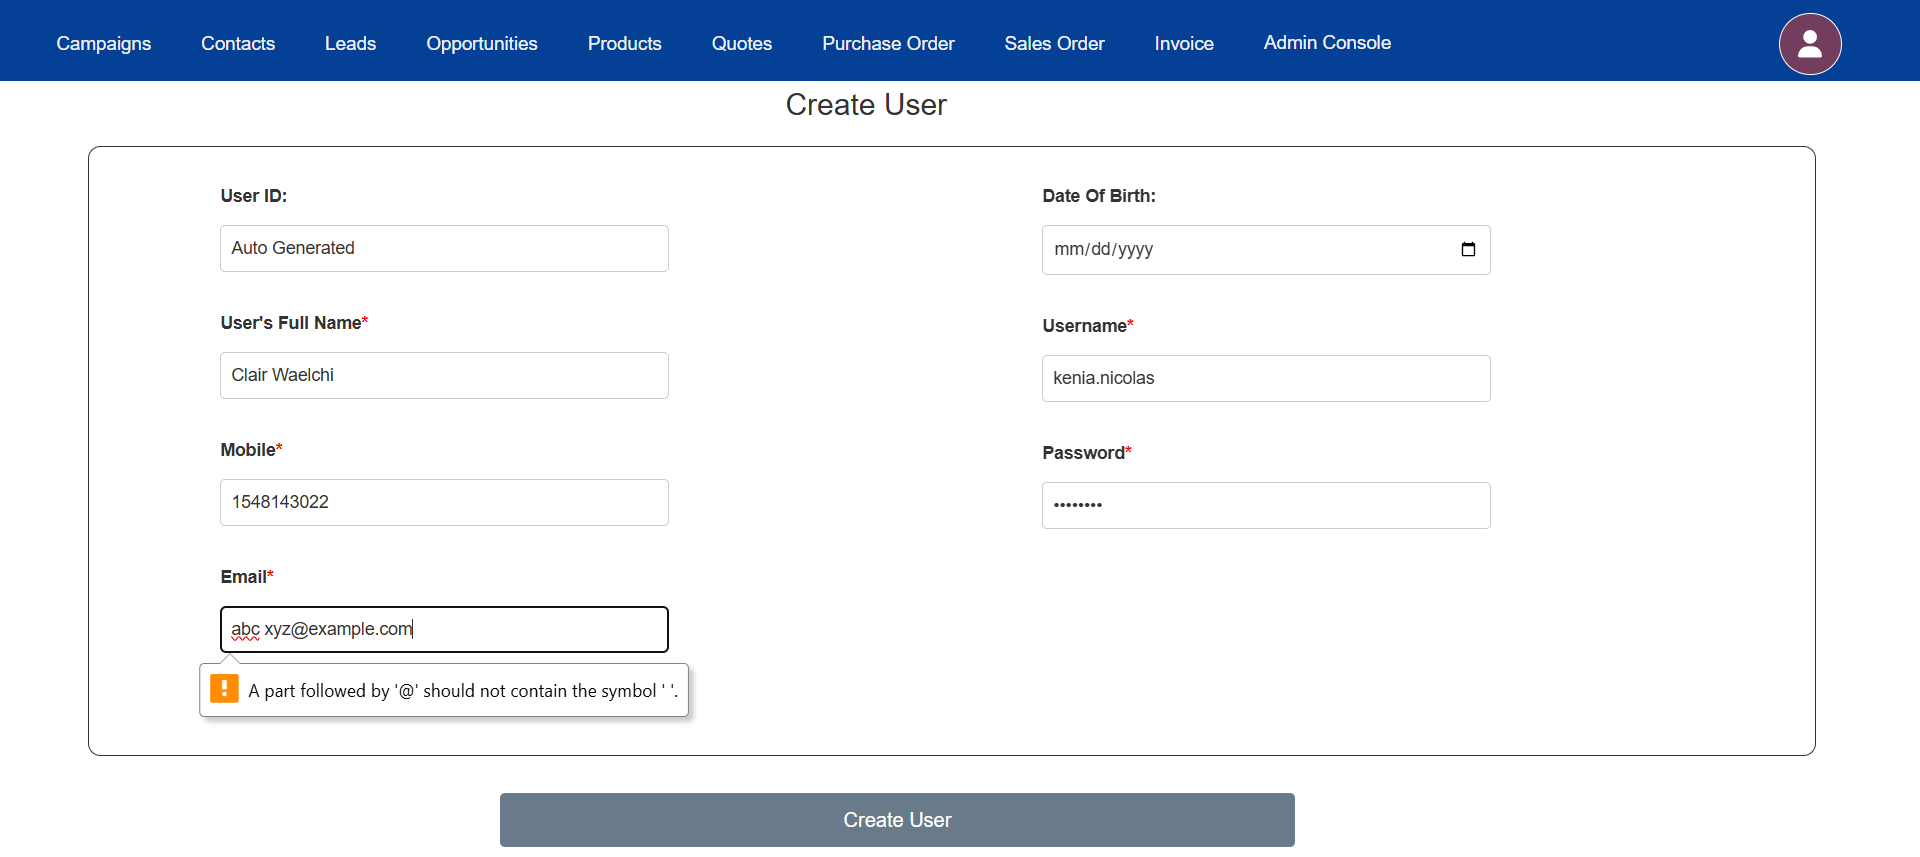 Campaigns Contacts Leads Opportunities Products Quotes Purchase Order Sales Order Invoice Admin Console
Create User
User ID:
Auto Generated
Date Of Birth:
mm/dd/yyyy
User's Full Name*
Clair Waelchi
Username*
kenia.nicolas
Mobile*
1548143022
Password*
••••••••
Email*
abc xyz@example.com
A part followed by '@' should not contain the symbol ' '.
Create User